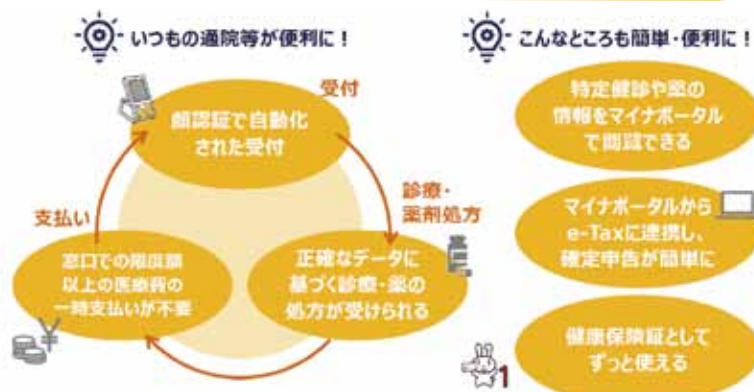 いつもの通院等が便利に！
受付
顔認証で自動化
された受付
診療・
薬剤処方
正確なデータに
基づく診療・薬の
処方が受けられる
支払い
窓口での限度額
以上の医療費の
一時支払いが不要
¥
こんなところも簡単・便利に！
特定健診や薬の
情報をマイナポータル
で閲覧できる
マイナポータルから
e-Taxに連携し、
確定申告が簡単に
健康保険証として
ずっと使える
1